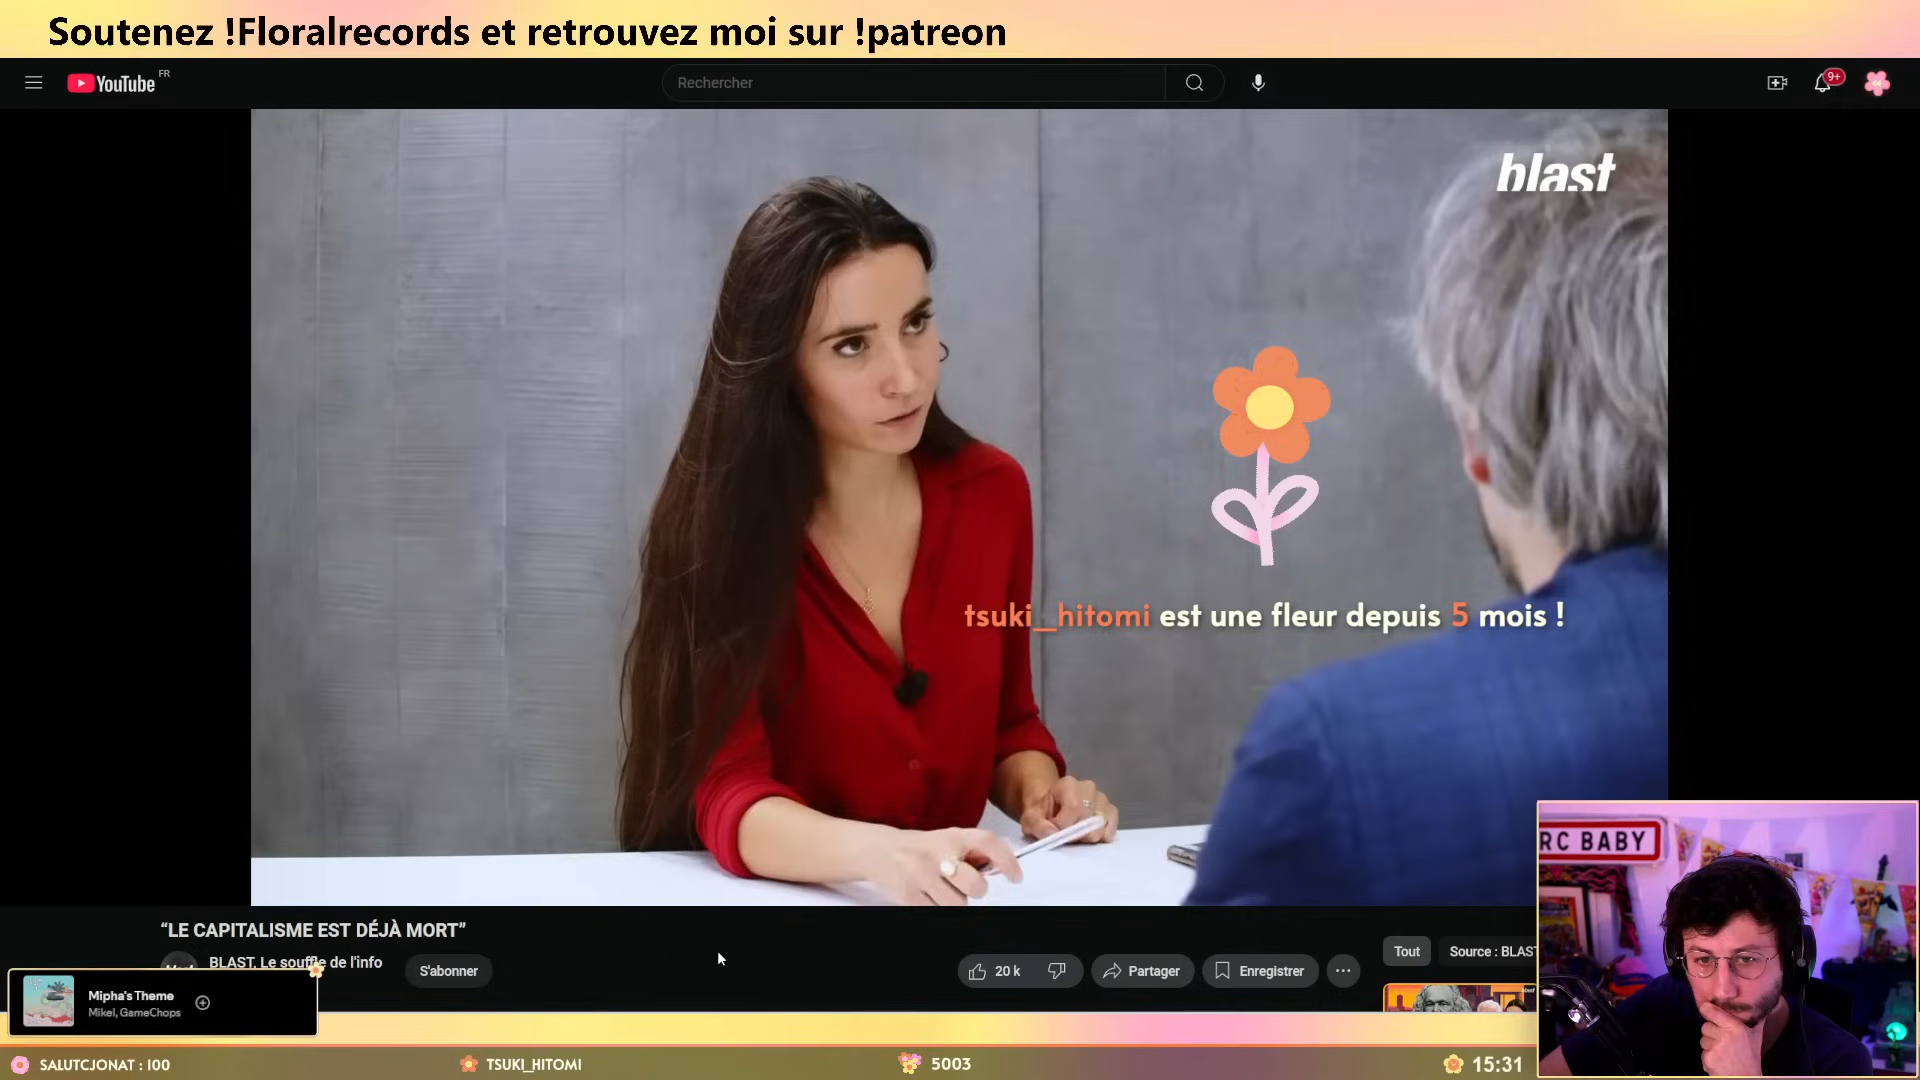 Soutenez !Floralrecords et retrouvez moi sur !patreon
YouTube FR
Rechercher
9+
blast
tsuki_hitomi est une fleur depuis 5 mois !
RC BABY
“LE CAPITALISME EST DÉJÀ MORT”
BLAST, Le souffle de l'info
S'abonner
20 k
Partager
Enregistrer
Tout
Source : BLAST
Mipha's Theme
Mikel, GameChops
SALUTCJONAT : 100
TSUKI_HITOMI
5003
15:31